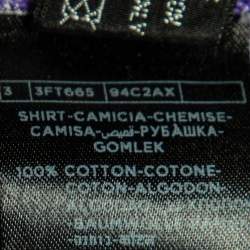 3 3FT665 94C2AX
SHIRT-CAMICIA-CHEMISE-
CAMISA-قميص-РУБАШКА-
GOMLEK
100% COTTON-COTONE-
COTON-ALGODON-